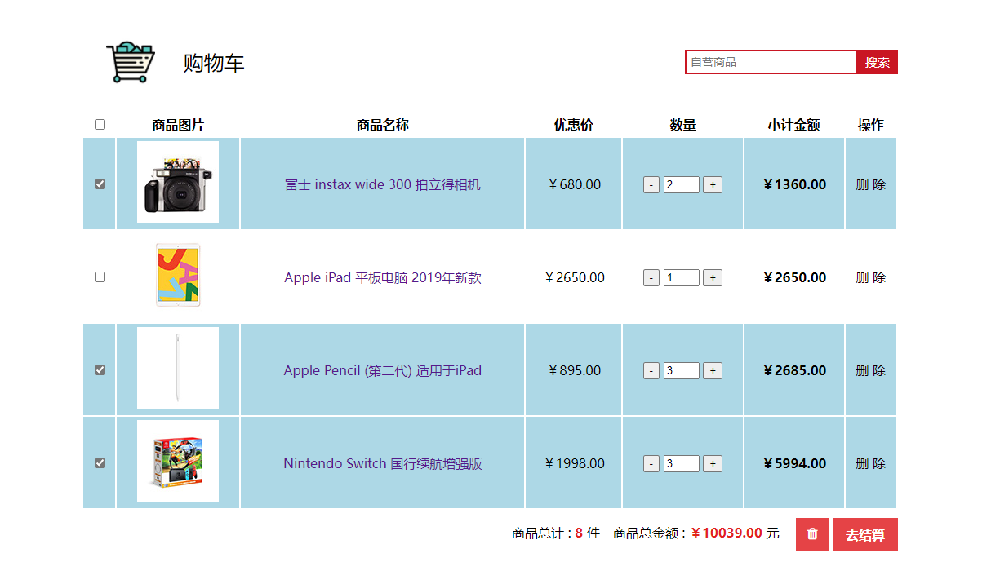 购物车
自营商品 搜索
商品图片 商品名称 优惠价 数量 小计金额 操作
富士 instax wide 300 拍立得相机 ￥680.00 - 2 + ￥1360.00 删 除
Apple iPad 平板电脑 2019年新款 ￥2650.00 - 1 + ￥2650.00 删 除
Apple Pencil (第二代) 适用于iPad ￥895.00 - 3 + ￥2685.00 删 除
Nintendo Switch 国行续航增强版 ￥1998.00 - 3 + ￥5994.00 删 除
商品总计 : 8 件 商品总金额 : ￥10039.00 元 去结算